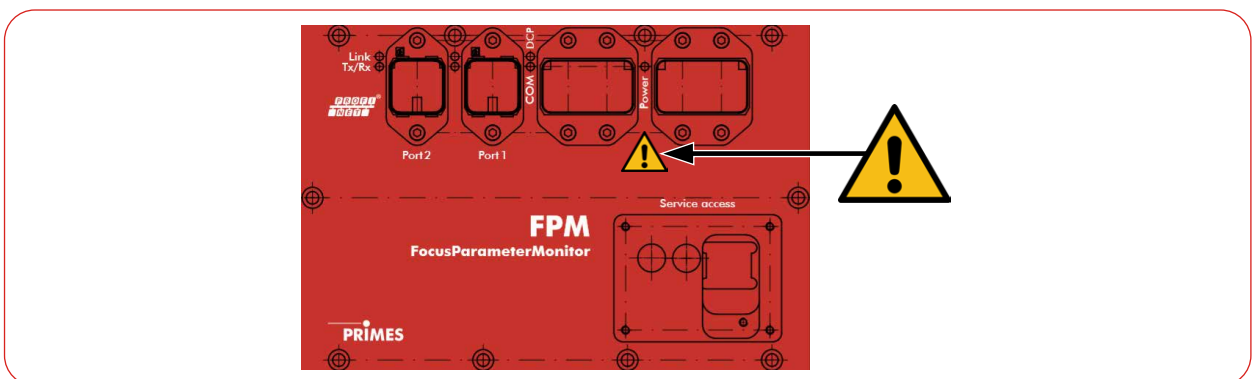 Link
Tx/Rx
COM DCP
Power
PROFI®
NET
Port 2
Port 1
Service access
FPM
FocusParameterMonitor
PRIMES